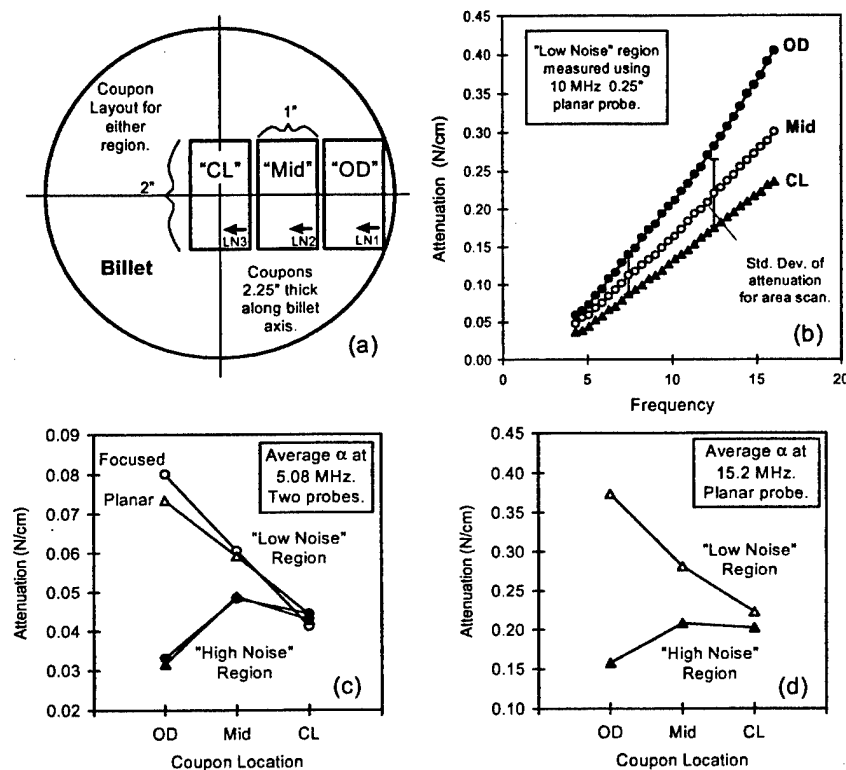 Coupon
Layout for
either
region.
1"
"CL"
"Mid"
"OD"
2"
LN3
LN2
LN1
Billet
Coupons
2.25" thick
along billet
axis.
(a)
Attenuation (N/cm)
0.45
0.40
0.35
0.30
0.25
0.20
0.15
0.10
0.05
0.00
"Low Noise" region
measured using
10 MHz 0.25"
planar probe.
OD
Mid
CL
Std. Dev. of
attenuation
for area scan.
(b)
0
5
10
15
20
Frequency
Attenuation (N/cm)
0.09
0.08
0.07
0.06
0.05
0.04
0.03
0.02
Focused
Planar
Average α at
5.08 MHz.
Two probes.
"Low Noise"
Region
"High Noise"
Region
(c)
OD
Mid
CL
Coupon Location
Attenuation (N/cm)
0.45
0.40
0.35
0.30
0.25
0.20
0.15
0.10
Average α at
15.2 MHz.
Planar probe.
"Low Noise"
Region
"High Noise"
Region
(d)
OD
Mid
CL
Coupon Location